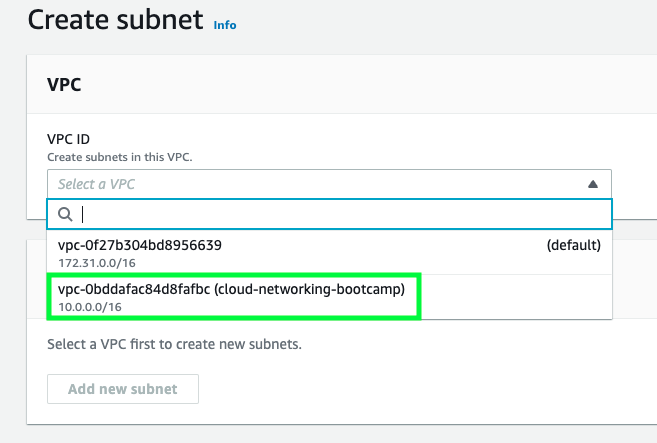 Create subnet Info
VPC
VPC ID
Create subnets in this VPC.
Select a VPC
vpc-0f27b304bd8956639 (default)
172.31.0.0/16
vpc-0bddafac84d8fafbc (cloud-networking-bootcamp)
10.0.0.0/16
Select a VPC first to create new subnets.
Add new subnet